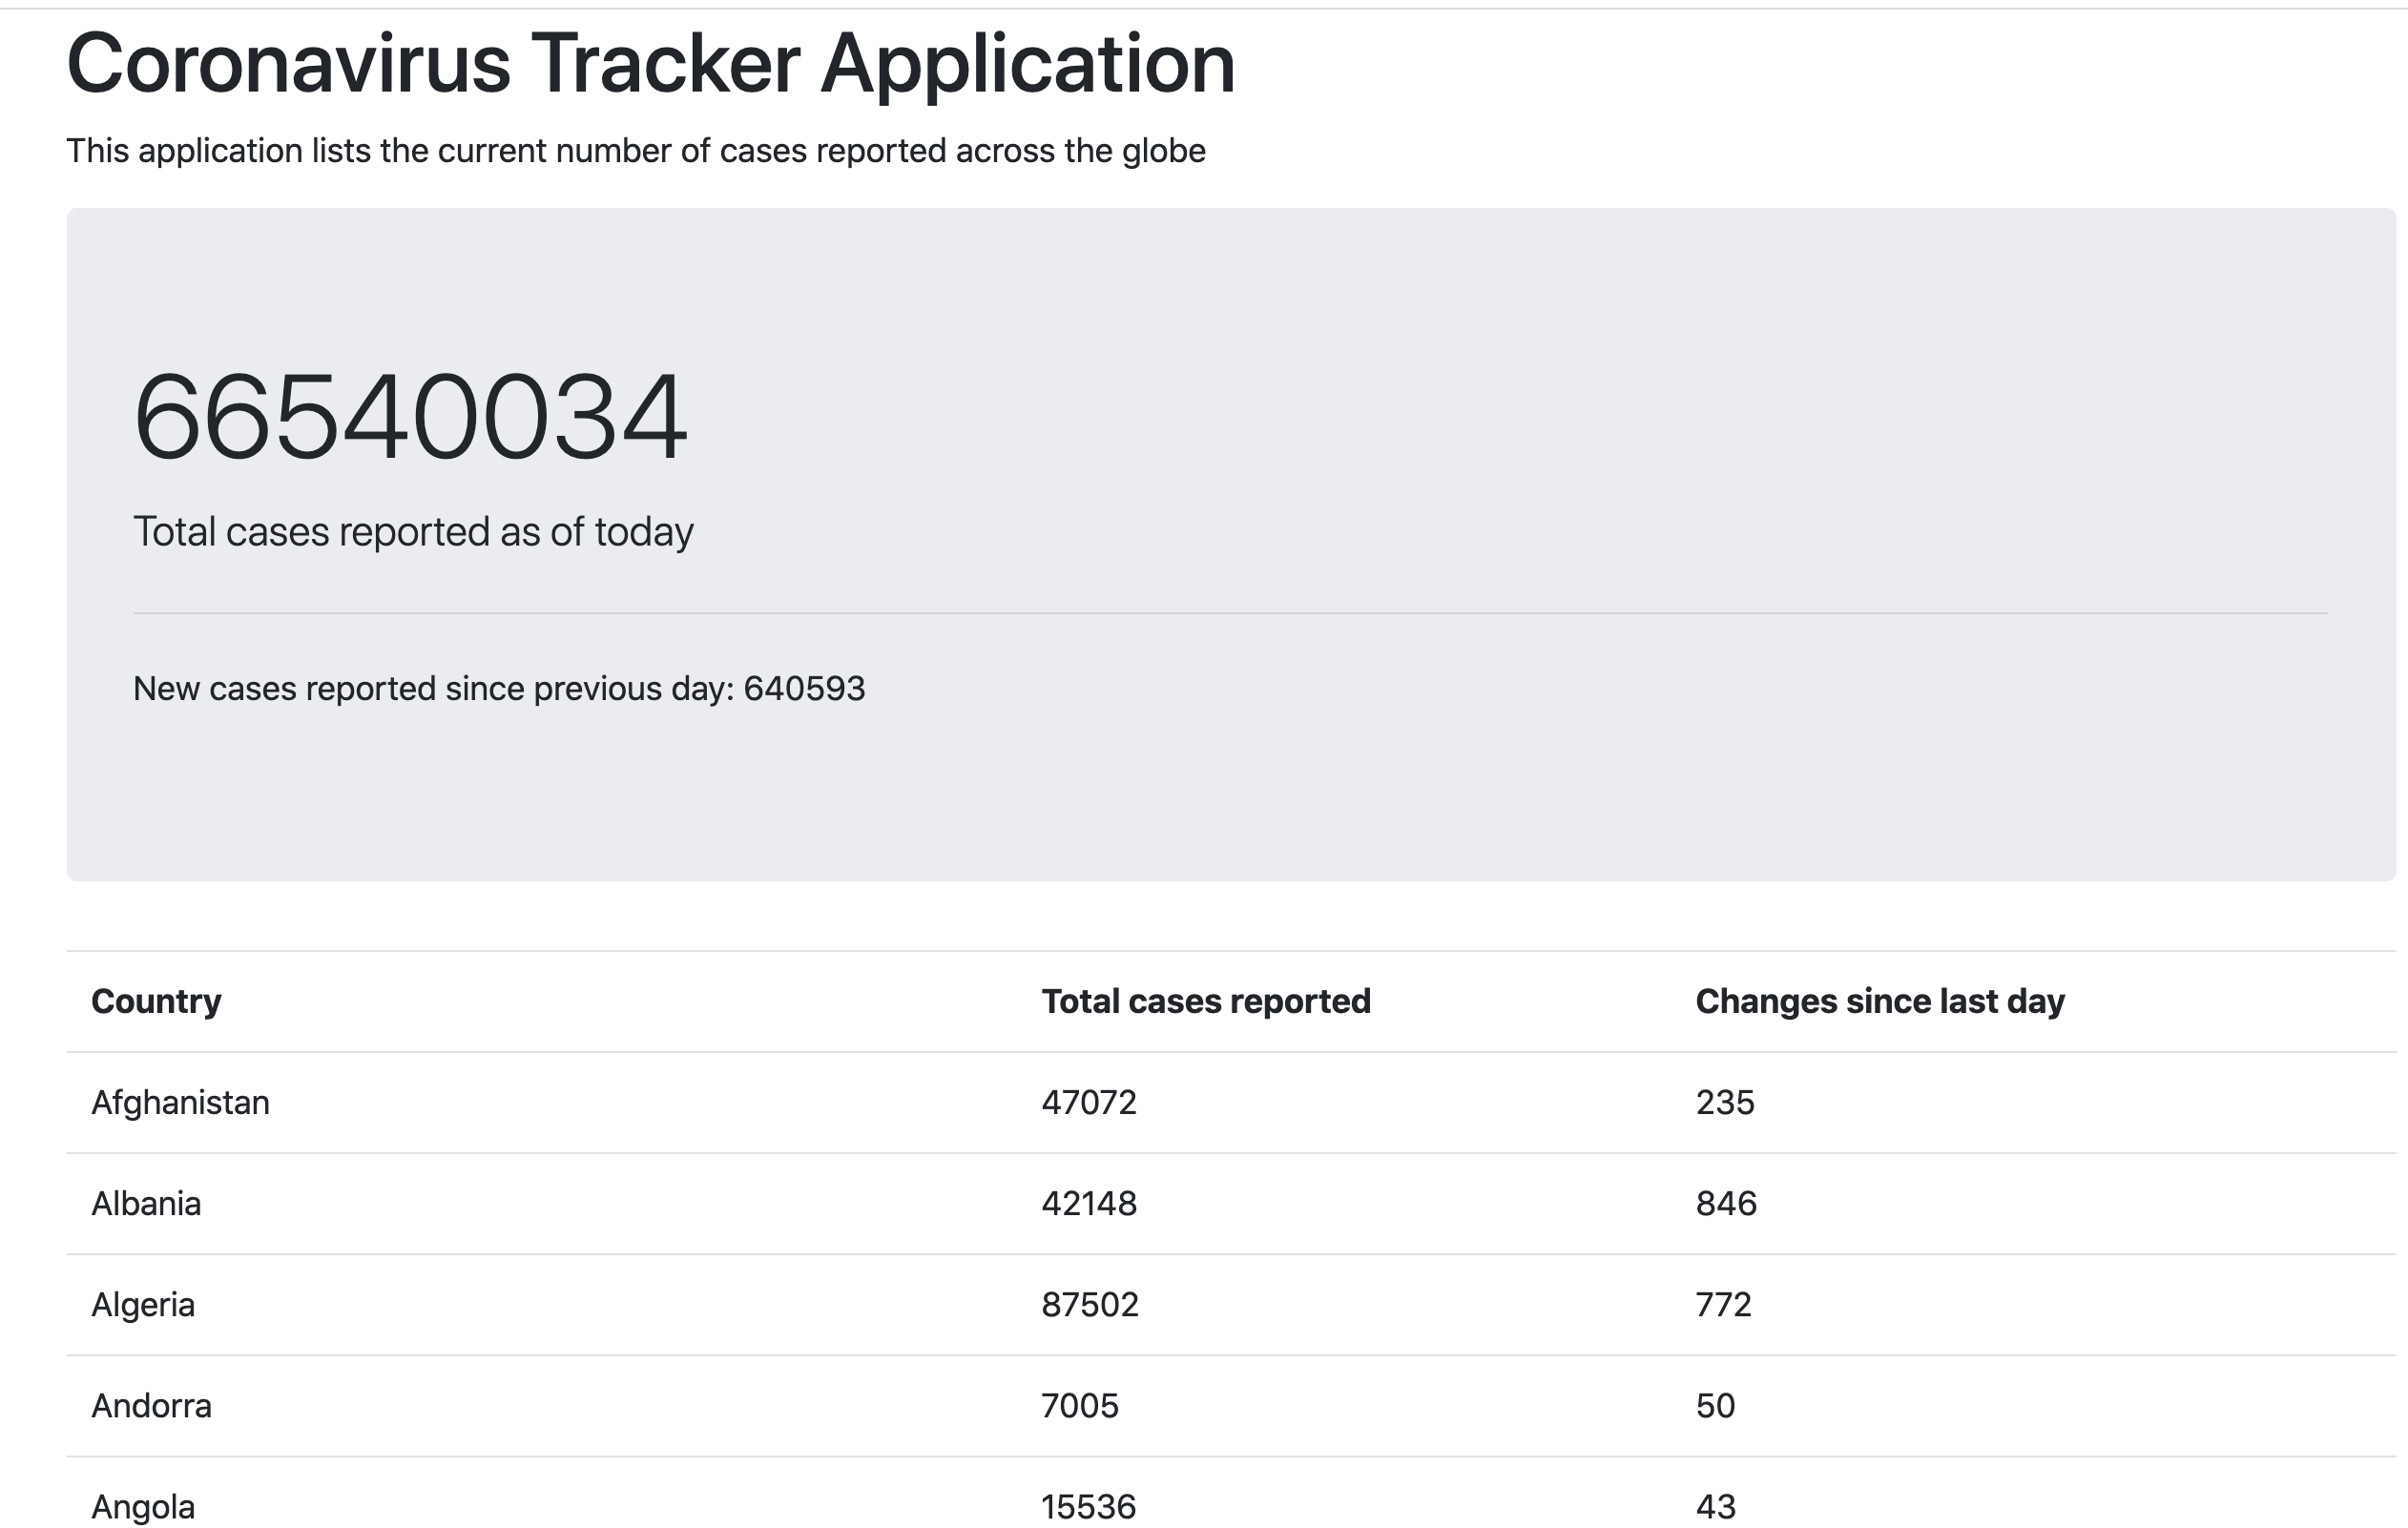 Coronavirus Tracker Application
This application lists the current number of cases reported across the globe
66540034
Total cases reported as of today
New cases reported since previous day: 640593
Country Total cases reported Changes since last day
Afghanistan 47072 235
Albania 42148 846
Algeria 87502 772
Andorra 7005 50
Angola 15536 43